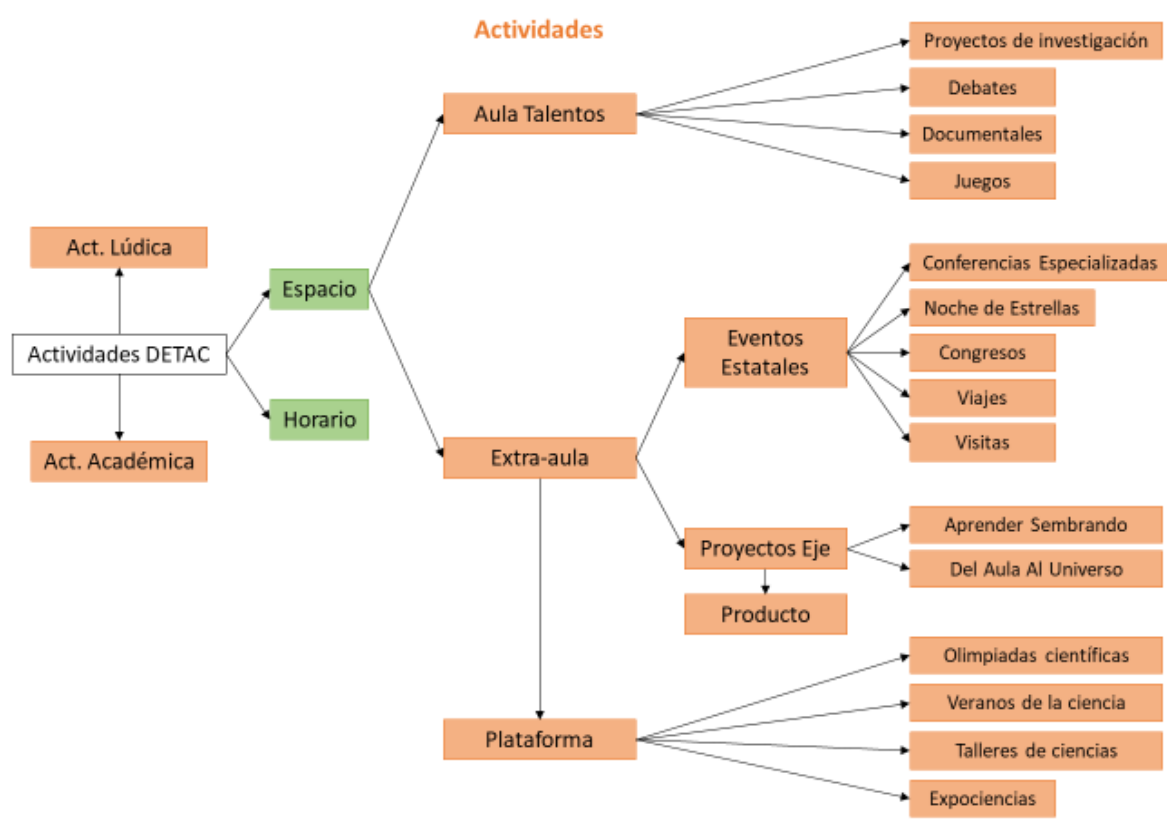 Actividades
Proyectos de investigación
Aula Talentos
Debates
Documentales
Juegos
Act. Lúdica
Espacio
Actividades DETAC
Horario
Act. Académica
Conferencias Especializadas
Noche de Estrellas
Eventos
Estatales
Congresos
Viajes
Visitas
Extra-aula
Aprender Sembrando
Proyectos Eje
Del Aula Al Universo
Producto
Olimpiadas científicas
Veranos de la ciencia
Plataforma
Talleres de ciencias
Expociencias